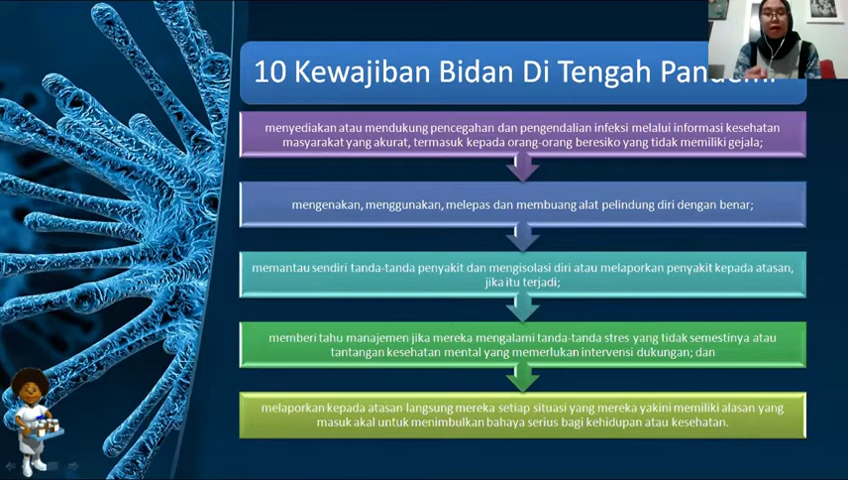 10 Kewajiban Bidan Di Tengah
menyediakan atau mendukung pencegahan dan pengendalian infeksi melalui informasi kesehatan
masyarakat yang akurat, termasuk kepada orang-orang beresiko yang tidak memiliki gejala;
mengenakan, menggunakan, melepas dan membuang alat pelindung diri dengan benar;
memantau sendiri tanda-tanda penyakit dan mengisolasi diri atau melaporkan penyakit kepada atasan,
jika itu terjadi;
memberi tahu manajemen jika mereka mengalami tanda-tanda stres yang tidak semestinya atau
tantangan kesehatan mental yang memerlukan intervensi dukungan; dan
melaporkan kepada atasan langsung mereka setiap situasi yang mereka yakini memiliki alasan yang
masuk akal untuk menimbulkan bahaya serius bagi kehidupan atau kesehatan.